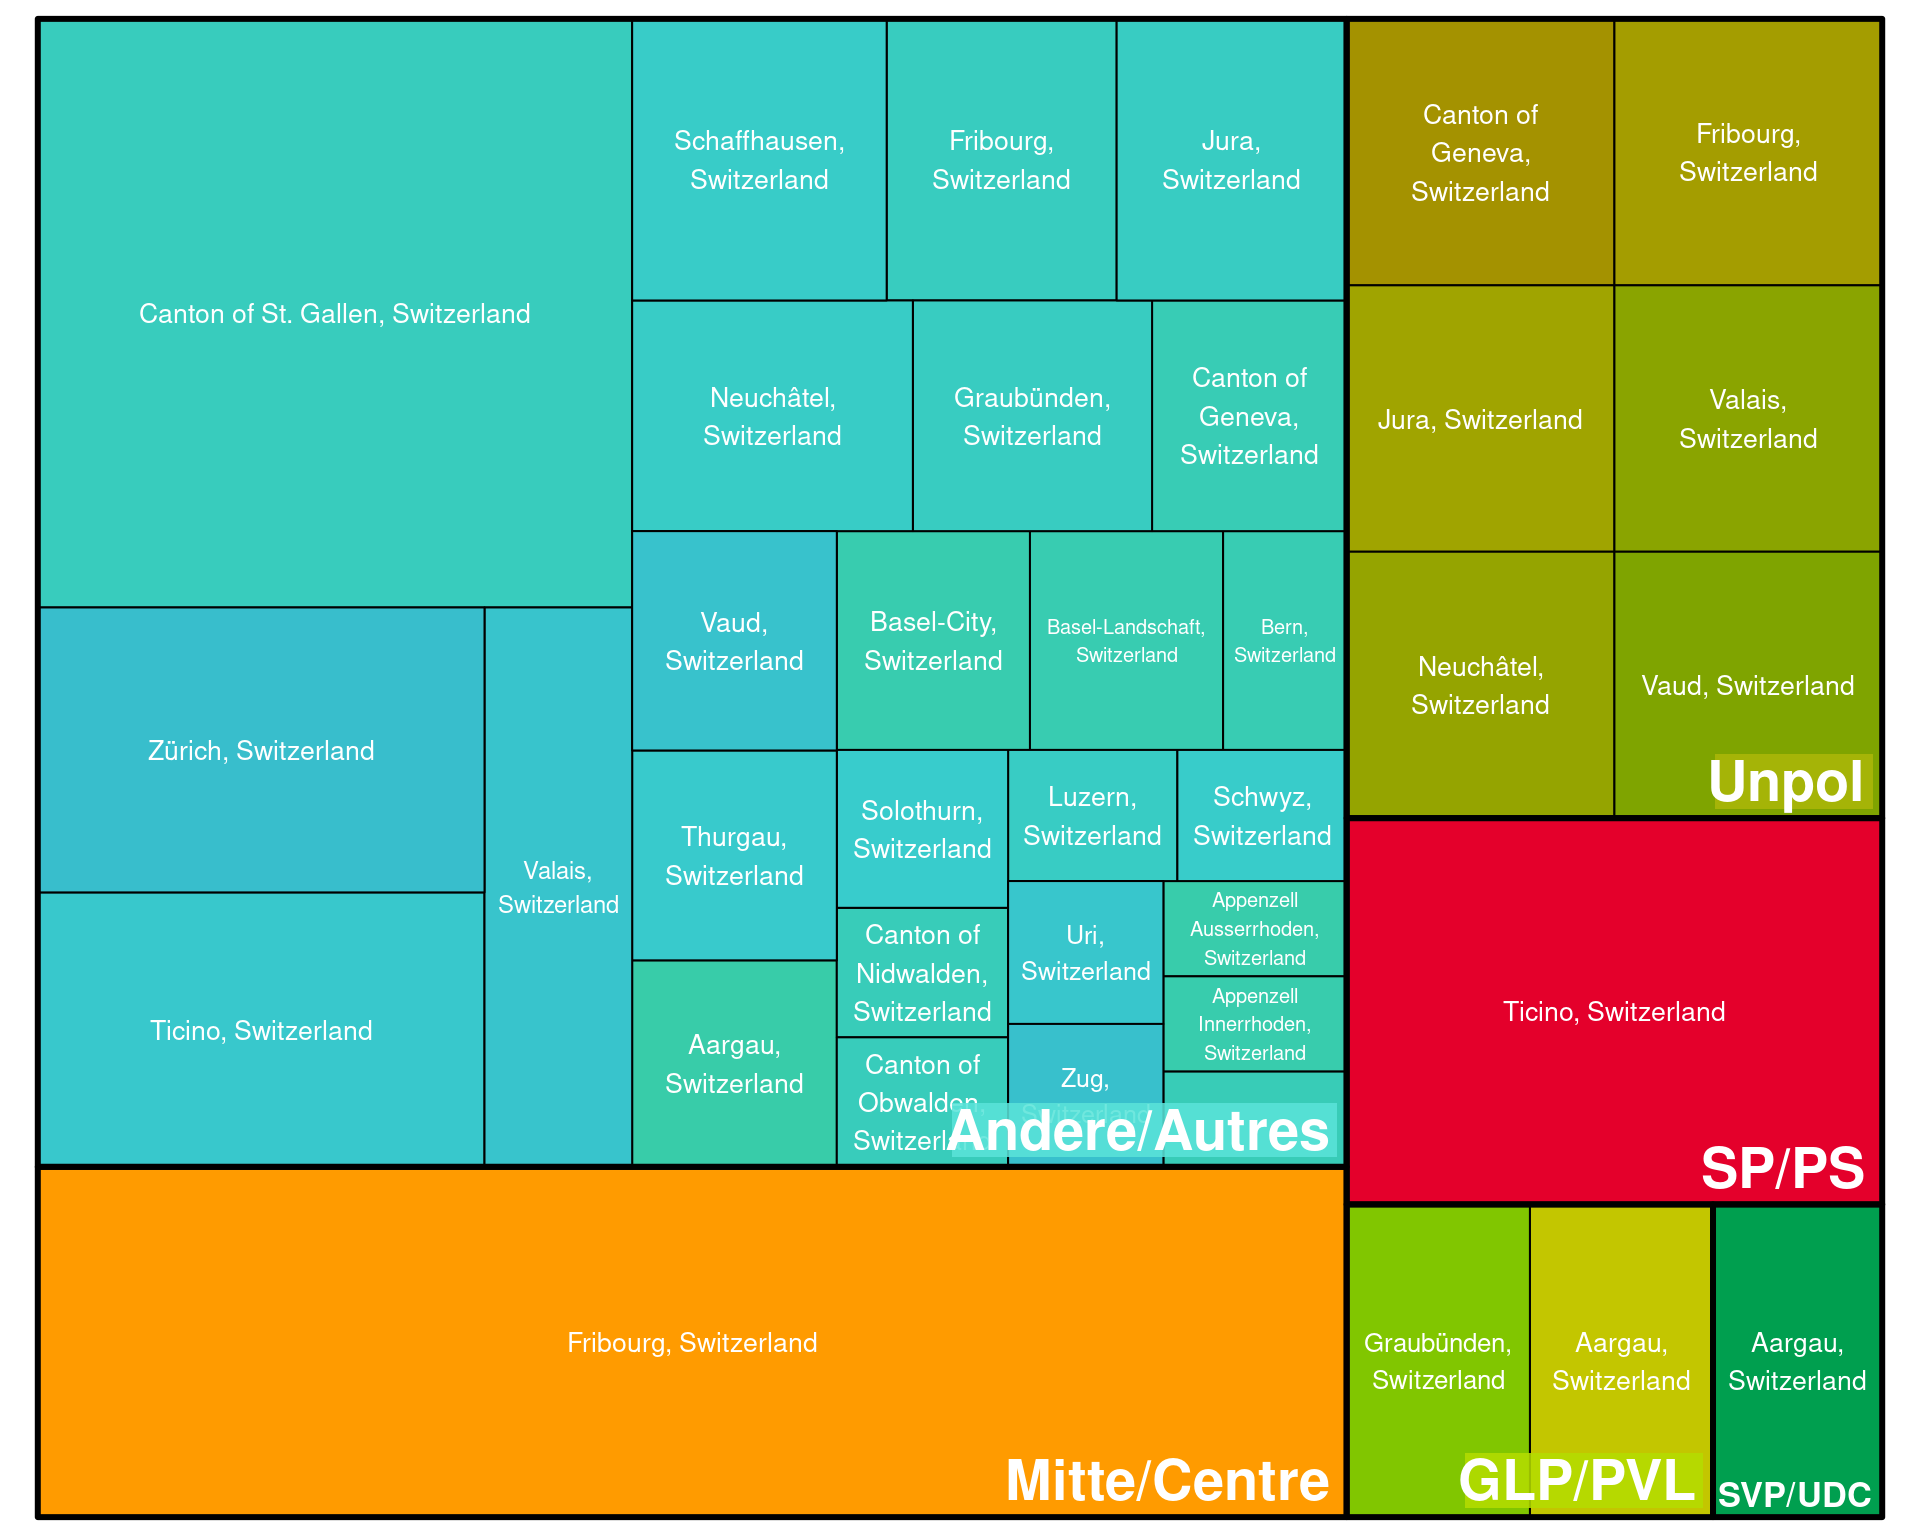 Canton of St. Gallen, Switzerland
Schaffhausen,
Switzerland
Fribourg,
Switzerland
Jura,
Switzerland
Neuchâtel,
Switzerland
Graubünden,
Switzerland
Canton of
Geneva,
Switzerland
Zürich, Switzerland
Ticino, Switzerland
Valais,
Switzerland
Vaud,
Switzerland
Basel-City,
Switzerland
Basel-Landschaft,
Switzerland
Bern,
Switzerland
Thurgau,
Switzerland
Aargau,
Switzerland
Solothurn,
Switzerland
Canton of
Nidwalden,
Switzerland
Canton of
Obwalden,
Switzerland
Luzern,
Switzerland
Schwyz,
Switzerland
Uri,
Switzerland
Zug,
Switzerland
Appenzell
Ausserrhoden,
Switzerland
Appenzell
Innerrhoden,
Switzerland
Andere/Autres
Fribourg, Switzerland
Mitte/Centre
Canton of
Geneva,
Switzerland
Fribourg,
Switzerland
Jura, Switzerland
Valais,
Switzerland
Neuchâtel,
Switzerland
Vaud, Switzerland
Unpol
Ticino, Switzerland
SP/PS
Graubünden,
Switzerland
Aargau,
Switzerland
GLP/PVL
Aargau,
Switzerland
SVP/UDC